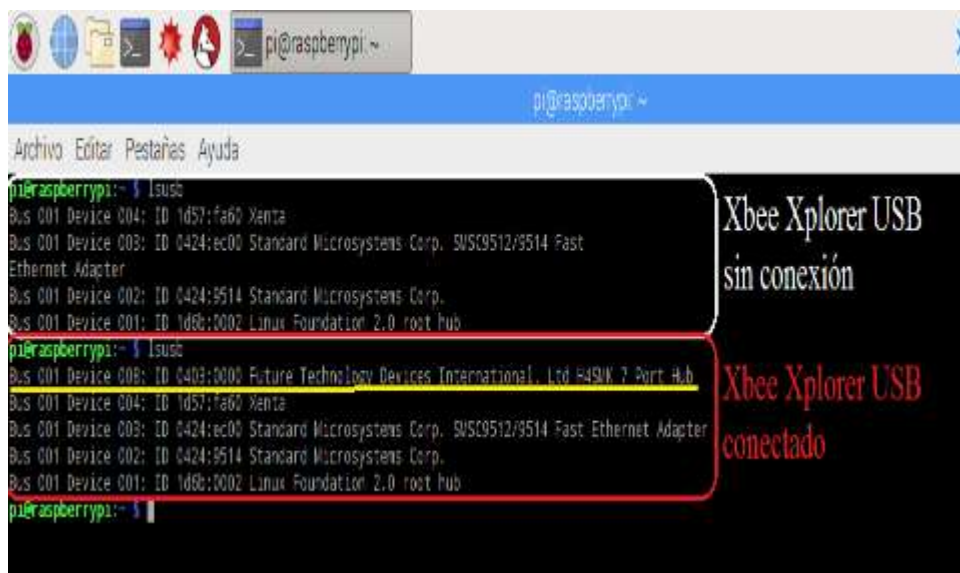 pi@raspberrypi: ~
pi@raspberrypi: ~
Archivo Editar Pestañas Ayuda
pi@raspberrypi:~ $ lsusb
Bus 001 Device 004: ID 1d57:fa60 Xenta
Bus 001 Device 003: ID 0424:ec00 Standard Microsystems Corp. SMSC9512/9514 Fast
Ethernet Adapter
Bus 001 Device 002: ID 0424:9514 Standard Microsystems Corp.
Bus 001 Device 001: ID 1d6b:0002 Linux Foundation 2.0 root hub
Xbee Xplorer USB
sin conexión
pi@raspberrypi:~ $ lsusb
Bus 001 Device 008: ID 0403:0000 Future Technology Devices International, Ltd H4SMK 7 Port Hub
Bus 001 Device 004: ID 1d57:fa60 Xenta
Bus 001 Device 003: ID 0424:ec00 Standard Microsystems Corp. SMSC9512/9514 Fast Ethernet Adapter
Bus 001 Device 002: ID 0424:9514 Standard Microsystems Corp.
Bus 001 Device 001: ID 1d6b:0002 Linux Foundation 2.0 root hub
Xbee Xplorer USB
conectado
pi@raspberrypi:~ $